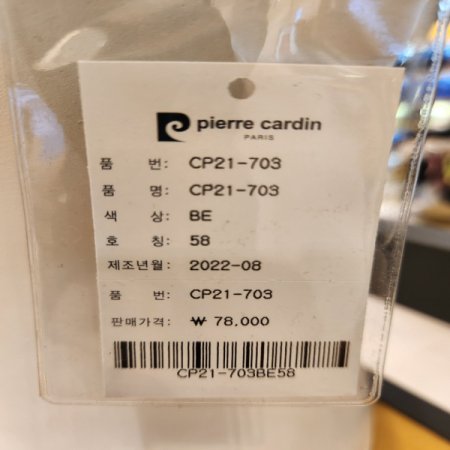 pierre cardin
PARIS
품 번: CP21-703
품 명: CP21-703
색 상: BE
호 칭: 58
제조년월: 2022-08
품 번: CP21-703
판매가격: ₩ 78,000
CP21-703BE58